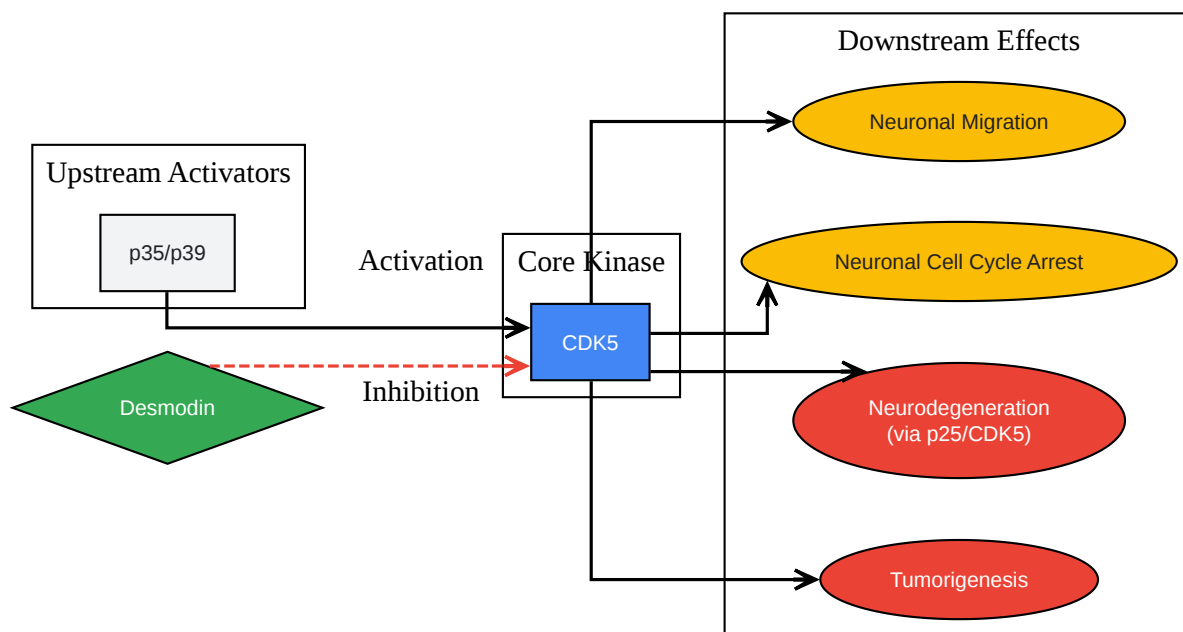 Downstream Effects
Neuronal Migration
Upstream Activators
p35/p39
Activation
Core Kinase
Neuronal Cell Cycle Arrest
CDK5
Inhibition
Desmodin
Neurodegeneration
(via p25/CDK5)
Tumorigenesis